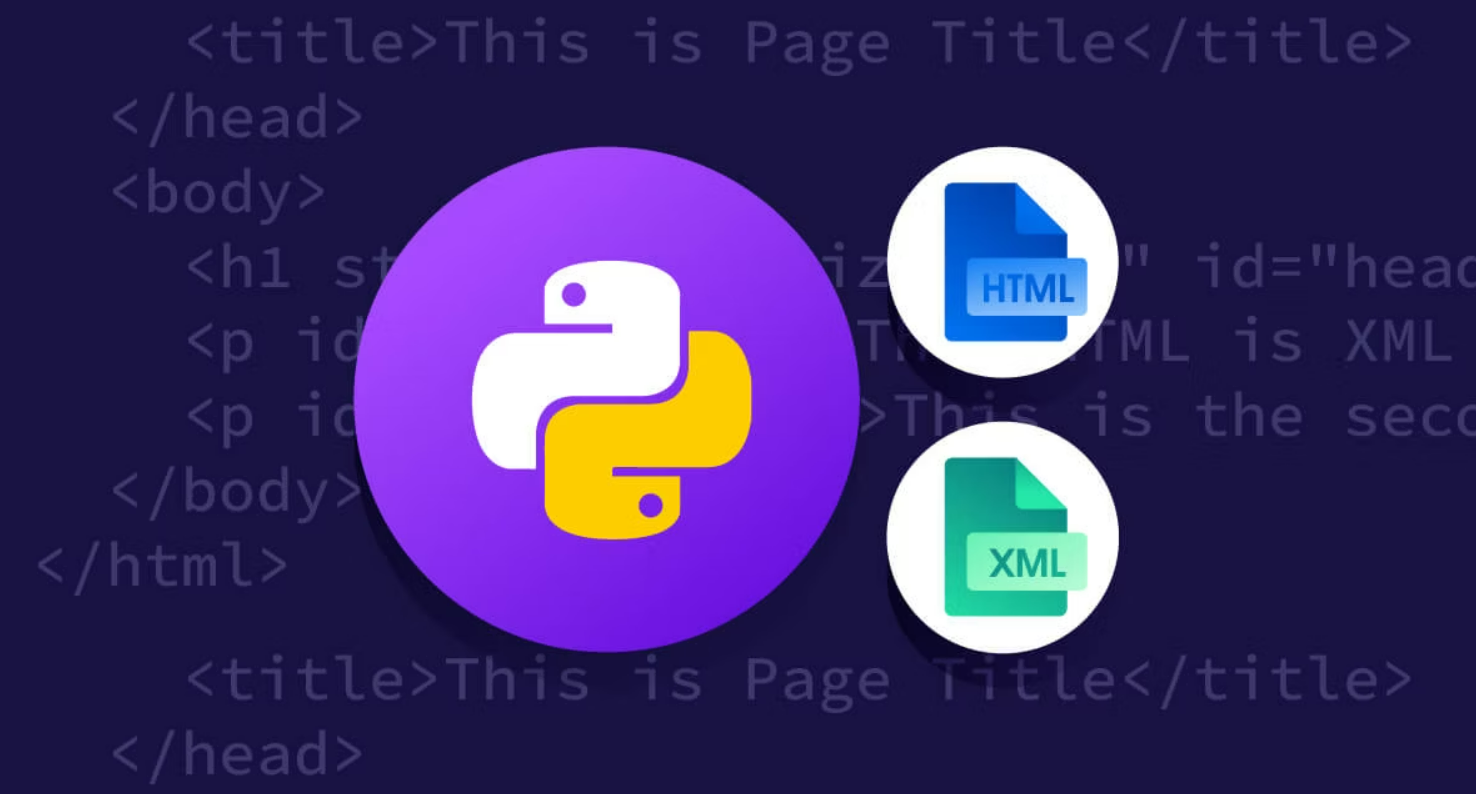 <title>This is Page Title</title>
</head>
<body>
<h1 st iz " id="head
<p id TML is XML
<p id >This is the seco
</body>
</html>
<title>This is Page Title</title>
</head>
HTML
XML